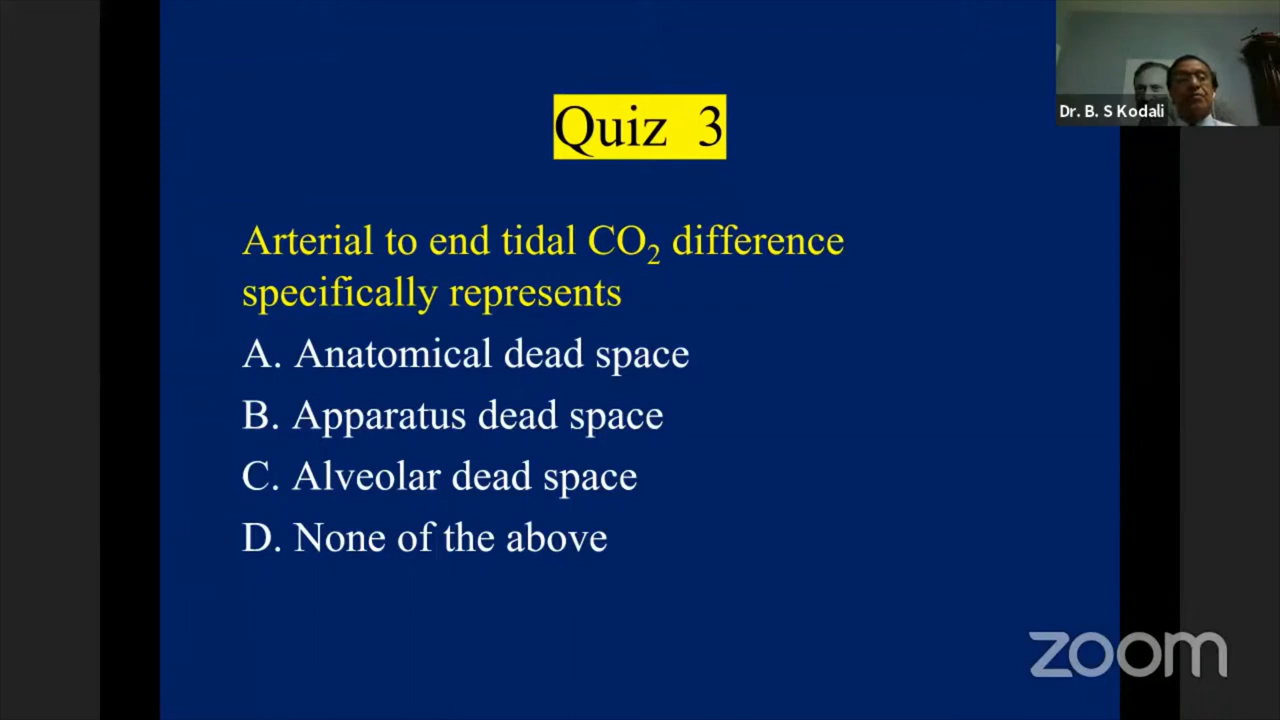 Dr. B. S Kodali
Quiz 3
Arterial to end tidal CO₂ difference
specifically represents
A. Anatomical dead space
B. Apparatus dead space
C. Alveolar dead space
D. None of the above
zoom